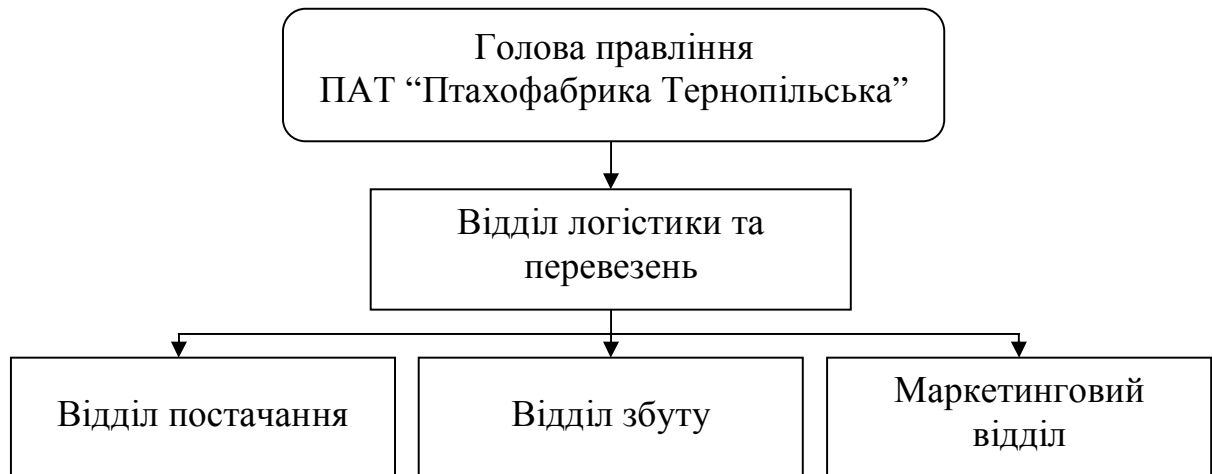 Голова правління
ПАТ “Птахофабрика Тернопільська”
Відділ логістики та
перевезень
Відділ постачання
Відділ збуту
Маркетинговий
відділ